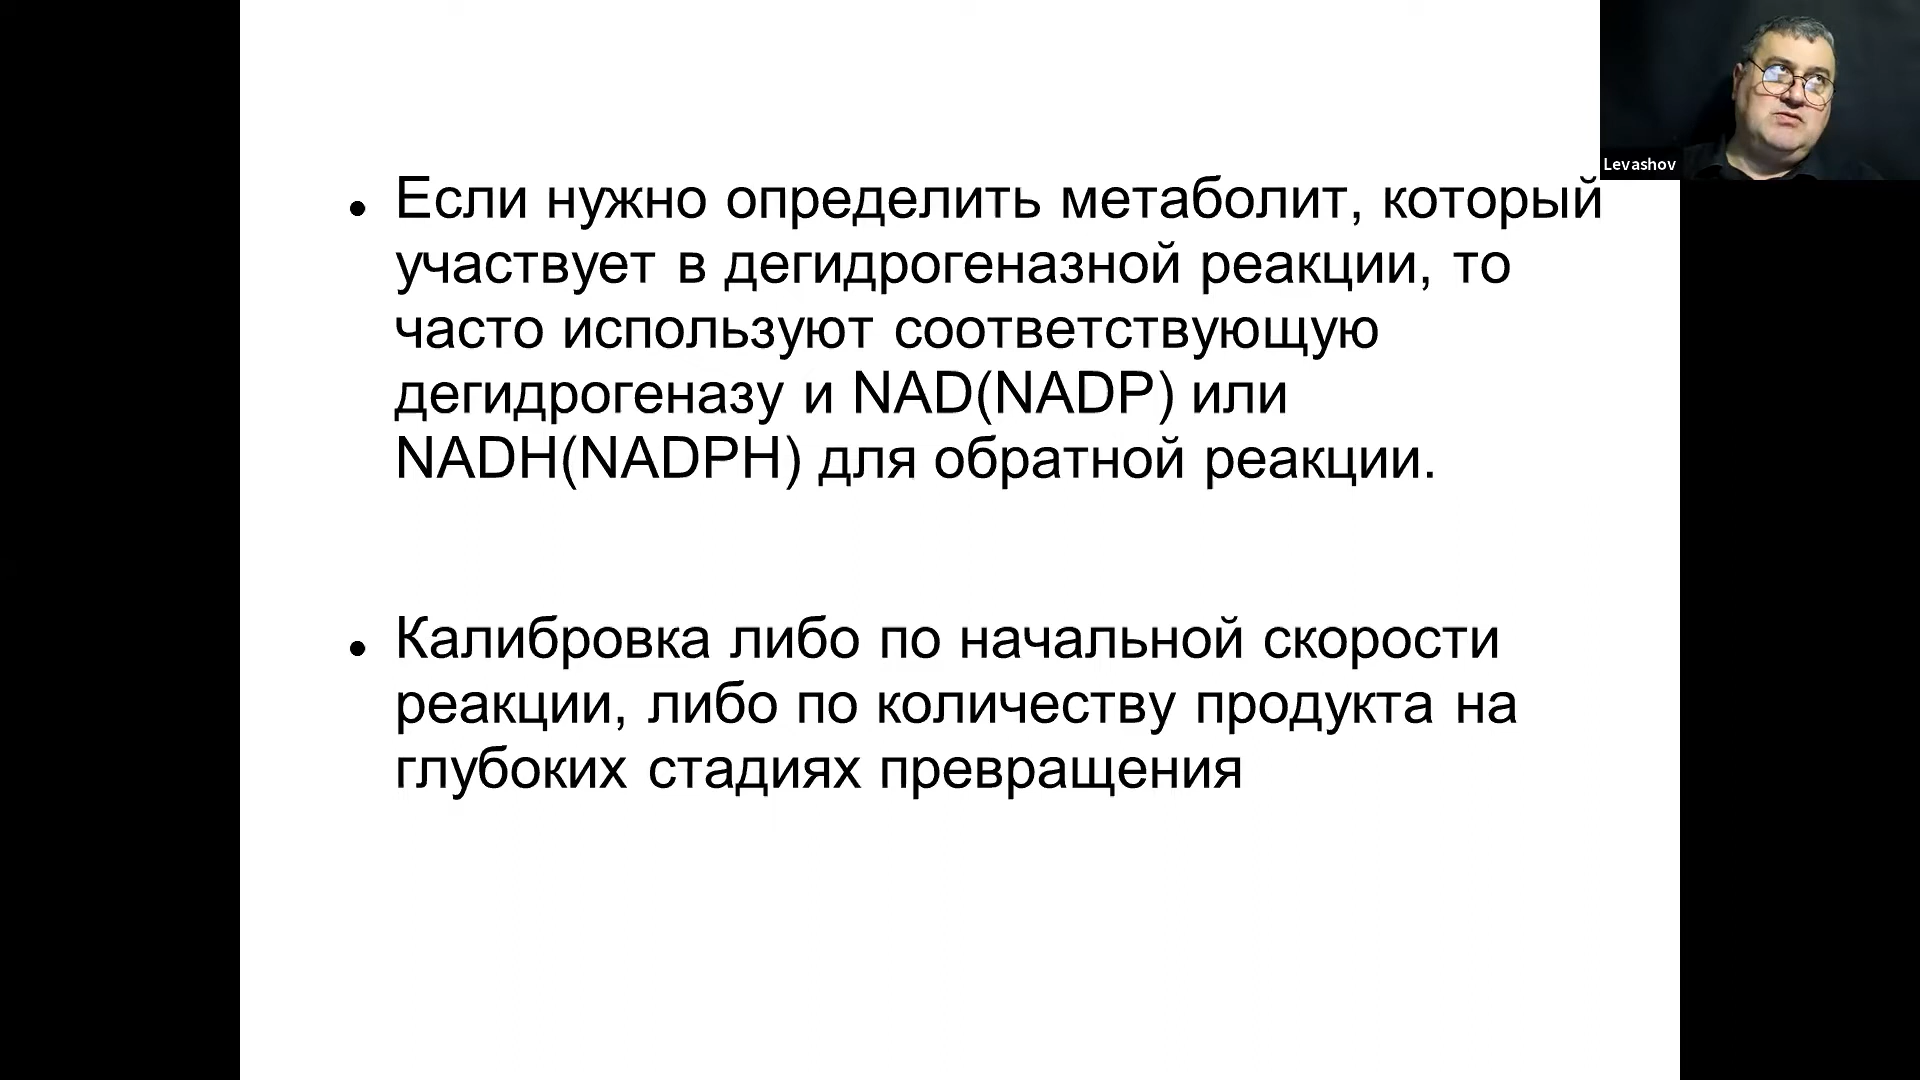 Levashov
Если нужно определить метаболит, который
участвует в дегидрогеназной реакции, то
часто используют соответствующую
дегидрогеназу и NAD(NADP) или
NADH(NADPH) для обратной реакции.
Калибровка либо по начальной скорости
реакции, либо по количеству продукта на
глубоких стадиях превращения